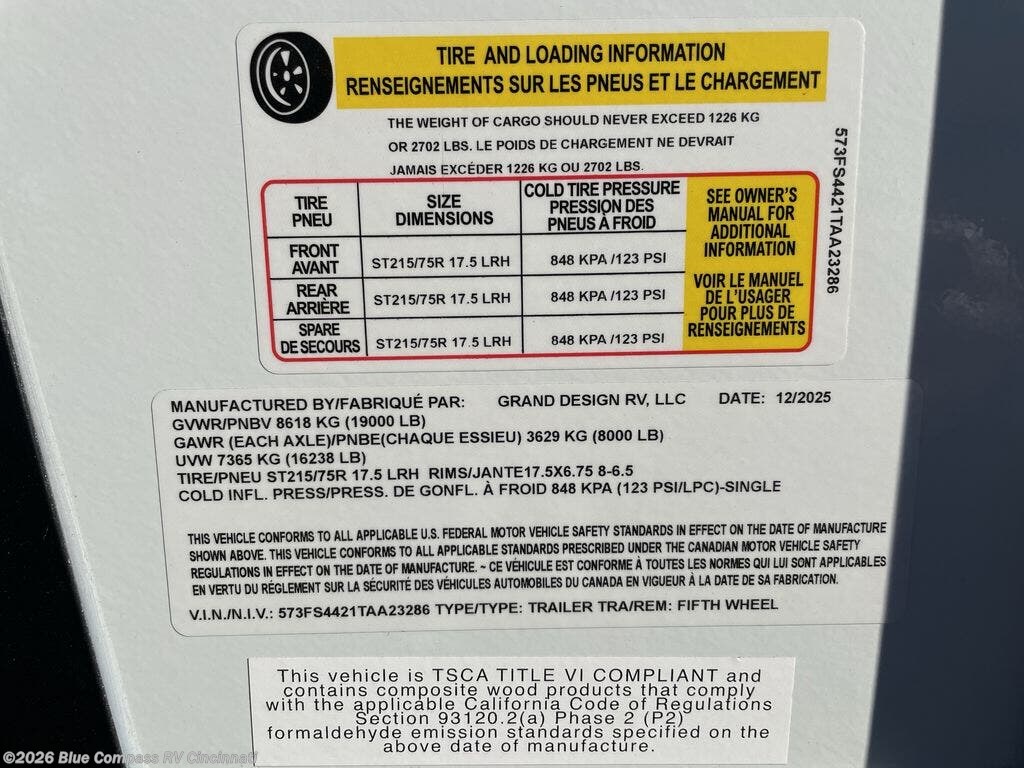 TIRE AND LOADING INFORMATION
RENSEIGNEMENTS SUR LES PNEUS ET LE CHARGEMENT
THE WEIGHT OF CARGO SHOULD NEVER EXCEED 1226 KG
OR 2702 LBS. LE POIDS DE CHARGEMENT NE DEVRAIT
JAMAIS EXCÉDER 1226 KG OU 2702 LBS.
TIRE
PNEU
SIZE
DIMENSIONS
COLD TIRE PRESSURE
PRESSION DES
PNEUS À FROID
FRONT
AVANT
ST215/75R 17.5 LRH
848 KPA /123 PSI
REAR
ARRIÈRE
ST215/75R 17.5 LRH
848 KPA /123 PSI
SPARE
DE SECOURS
ST215/75R 17.5 LRH
848 KPA /123 PSI
SEE OWNER'S
MANUAL FOR
ADDITIONAL
INFORMATION
VOIR LE MANUEL
DE L'USAGER
POUR PLUS DE
RENSEIGNEMENTS
573FS4421TAA23286
MANUFACTURED BY/FABRIQUÉ PAR: GRAND DESIGN RV, LLC DATE: 12/2025
GVWR/PNBV 8618 KG (19000 LB)
GAWR (EACH AXLE)/PNBE(CHAQUE ESSIEU) 3629 KG (8000 LB)
UVW 7365 KG (16238 LB)
TIRE/PNEU ST215/75R 17.5 LRH RIMS/JANTE17.5X6.75 8-6.5
COLD INFL. PRESS/PRESS. DE GONFL. À FROID 848 KPA (123 PSI/LPC)-SINGLE
THIS VEHICLE CONFORMS TO ALL APPLICABLE U.S. FEDERAL MOTOR VEHICLE SAFETY STANDARDS IN EFFECT ON THE DATE OF MANUFACTURE
SHOWN ABOVE. THIS VEHICLE CONFORMS TO ALL APPLICABLE STANDARDS PRESCRIBED UNDER THE CANADIAN MOTOR VEHICLE SAFETY
REGULATIONS IN EFFECT ON THE DATE OF MANUFACTURE. ~ CE VÉHICULE EST CONFORME À TOUTES LES NORMES QUI LUI SONT APPLICABLES
EN VERTU DU RÉGLEMENT SUR LA SÉCURITÉ DES VÉHICULES AUTOMOBILES DU CANADA EN VIGUEUR À LA DATE DE SA FABRICATION.
V.I.N./N.I.V.: 573FS4421TAA23286 TYPE/TYPE: TRAILER TRA/REM: FIFTH WHEEL
This vehicle is TSCA TITLE VI COMPLIANT and
contains composite wood products that comply
with the applicable California Code of Regulations
Section 93120.2(a) Phase 2 (P2)
formaldehyde emission standards specified on the
above date of manufacture.
©2026 Blue Compass RV Cincinnati